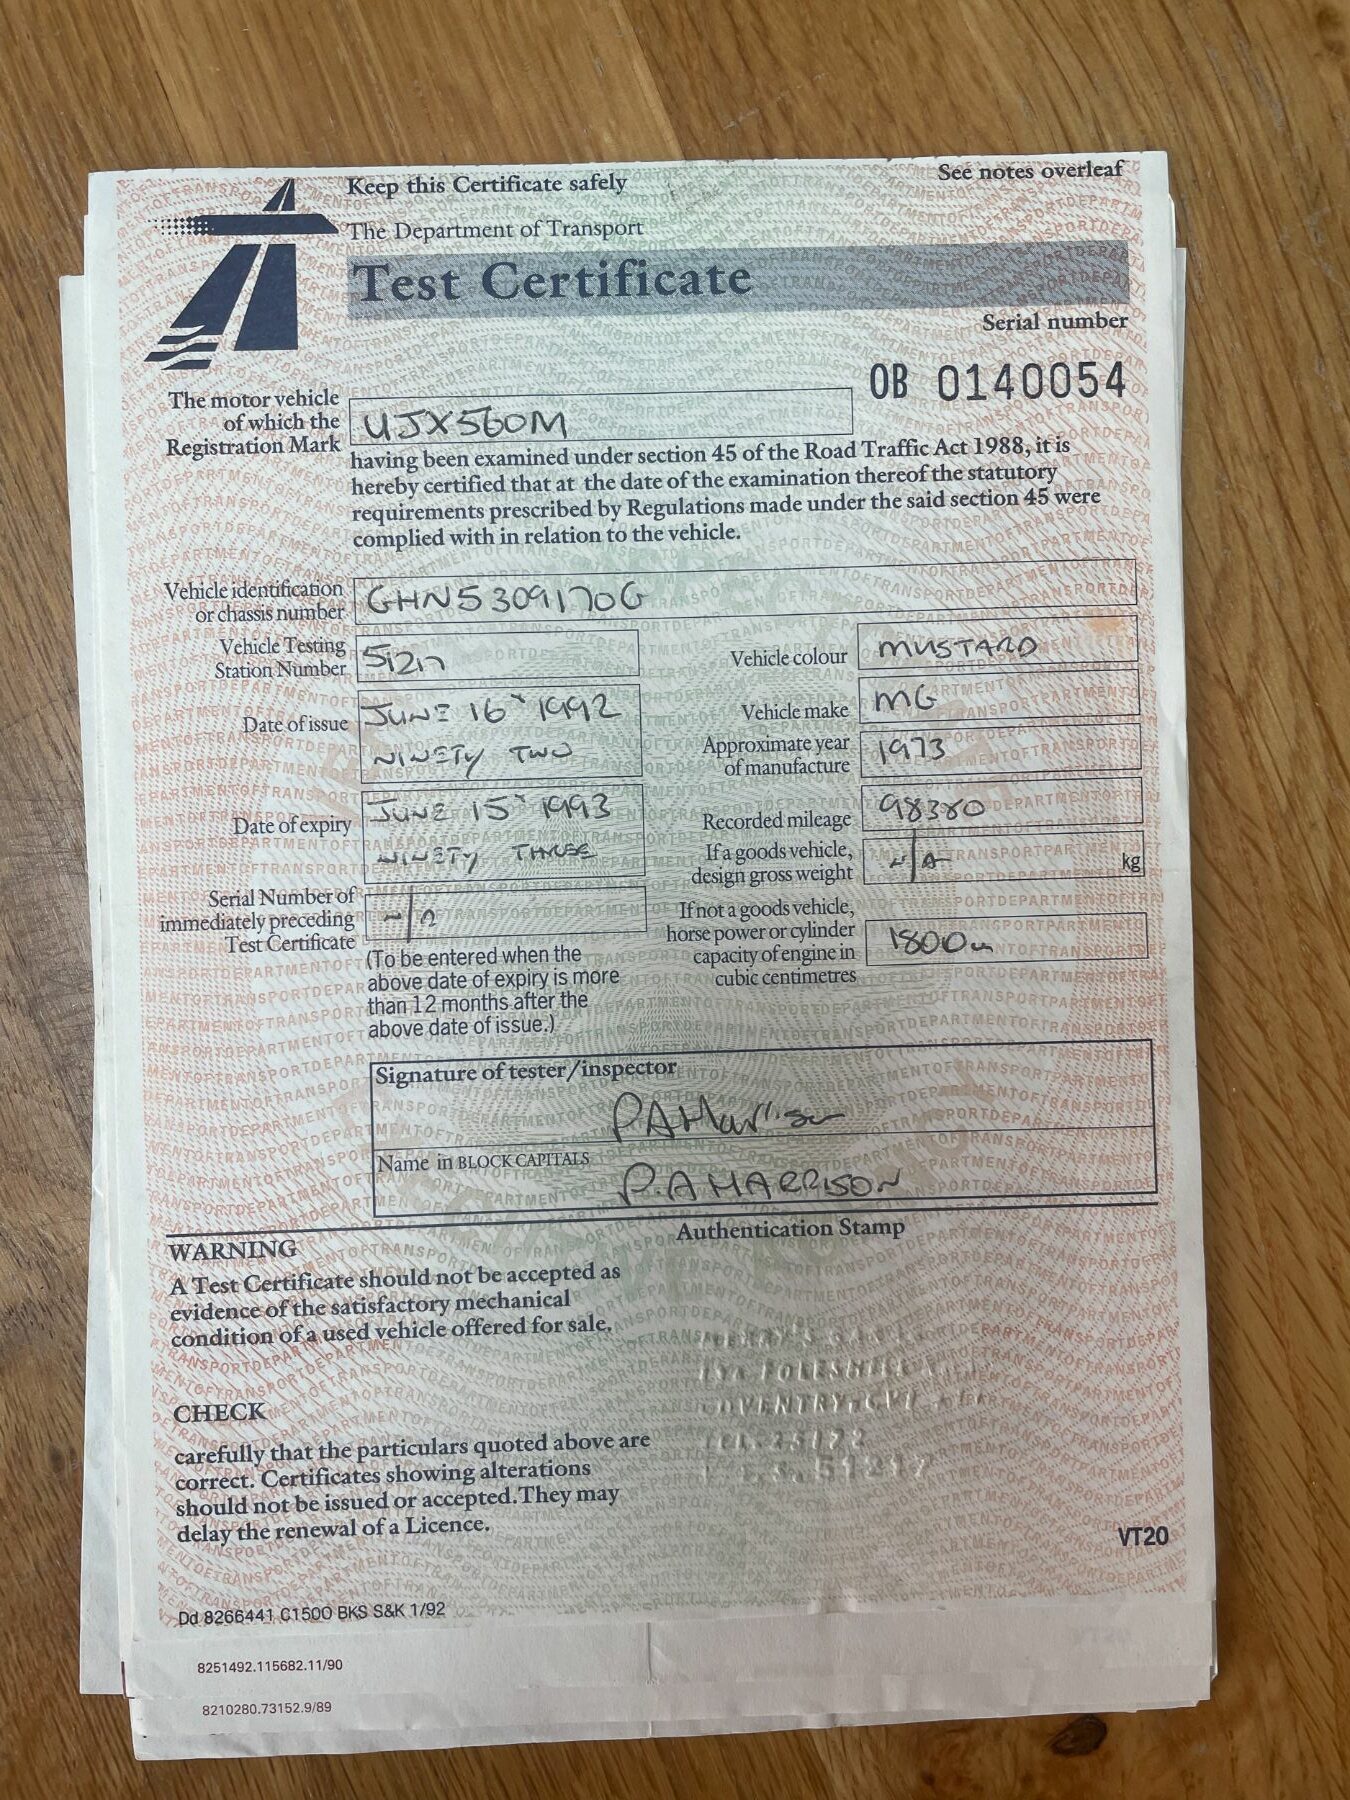 Keep this Certificate safely
See notes overleaf
The Department of Transport
Test Certificate
Serial number
OB 0140054
The motor vehicle
of which the
Registration Mark
UJX560M
having been examined under section 45 of the Road Traffic Act 1988, it is
hereby certified that at the date of the examination thereof the statutory
requirements prescribed by Regulations made under the said section 45 were
complied with in relation to the vehicle.
Vehicle identification
or chassis number
GHN5309170G
Vehicle Testing
Station Number
Vehicle colour
MUSTARD
Date of issue
JUNE 16 1992
NINETY TWO
Vehicle make
MG
Approximate year
of manufacture
1973
Date of expiry
JUNE 15 1993
NINETY THREE
Recorded mileage
98380
If a goods vehicle,
design gross weight
N/A
kg
Serial Number of
immediately preceding
Test Certificate
N/A
(To be entered when the
above date of expiry is more
than 12 months after the
above date of issue.)
If not a goods vehicle,
horse power or cylinder
capacity of engine in
cubic centimetres
1800
Signature of tester/inspector
PAHarrison
Name in BLOCK CAPITALS
P.A HARRISON
Authentication Stamp
WARNING
A Test Certificate should not be accepted as
evidence of the satisfactory mechanical
condition of a used vehicle offered for sale.
FOLESHILL
COVENTRY, CV1
CHECK
carefully that the particulars quoted above are
correct. Certificates showing alterations
should not be issued or accepted. They may
delay the renewal of a Licence.
VT20
Dd 8266441 C1500 BKS S&K 1/92
8251492.115682.11/90
8210280.73152.9/89